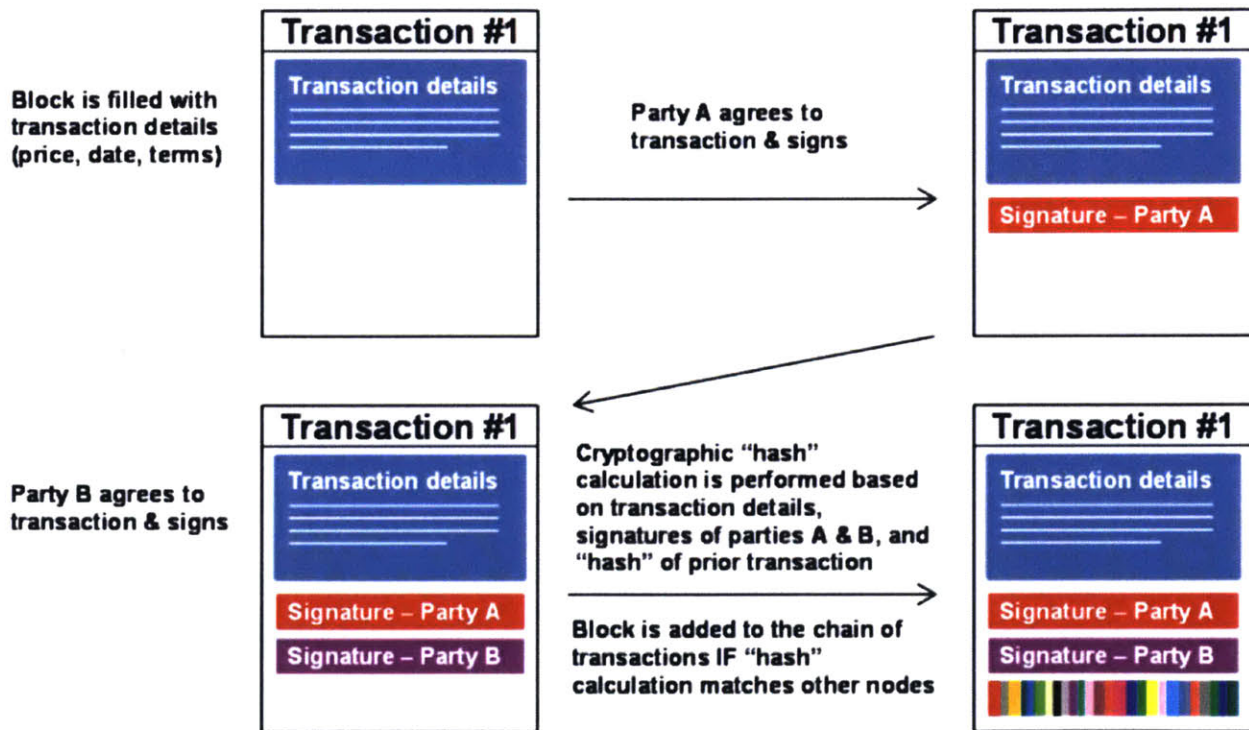 Transaction #1
Block is filled with
transaction details
(price, date, terms)
Transaction details
Party A agrees to
transaction & signs
Transaction #1
Transaction details
Signature – Party A
Party B agrees to
transaction & signs
Transaction #1
Transaction details
Signature – Party A
Signature – Party B
Cryptographic “hash”
calculation is performed based
on transaction details,
signatures of parties A & B, and
“hash” of prior transaction
Block is added to the chain of
transactions IF “hash”
calculation matches other nodes
Transaction #1
Transaction details
Signature – Party A
Signature – Party B